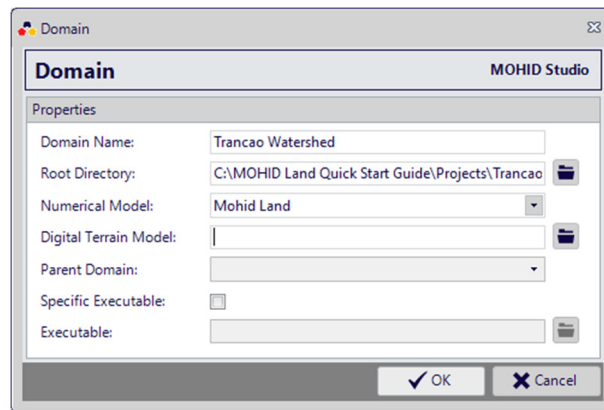 Domain
Domain MOHID Studio
Properties
Domain Name: Trancao Watershed
Root Directory: C:\MOHID Land Quick Start Guide\Projects\Trancao
Numerical Model: Mohid Land
Digital Terrain Model:
Parent Domain:
Specific Executable:
Executable:
OK Cancel